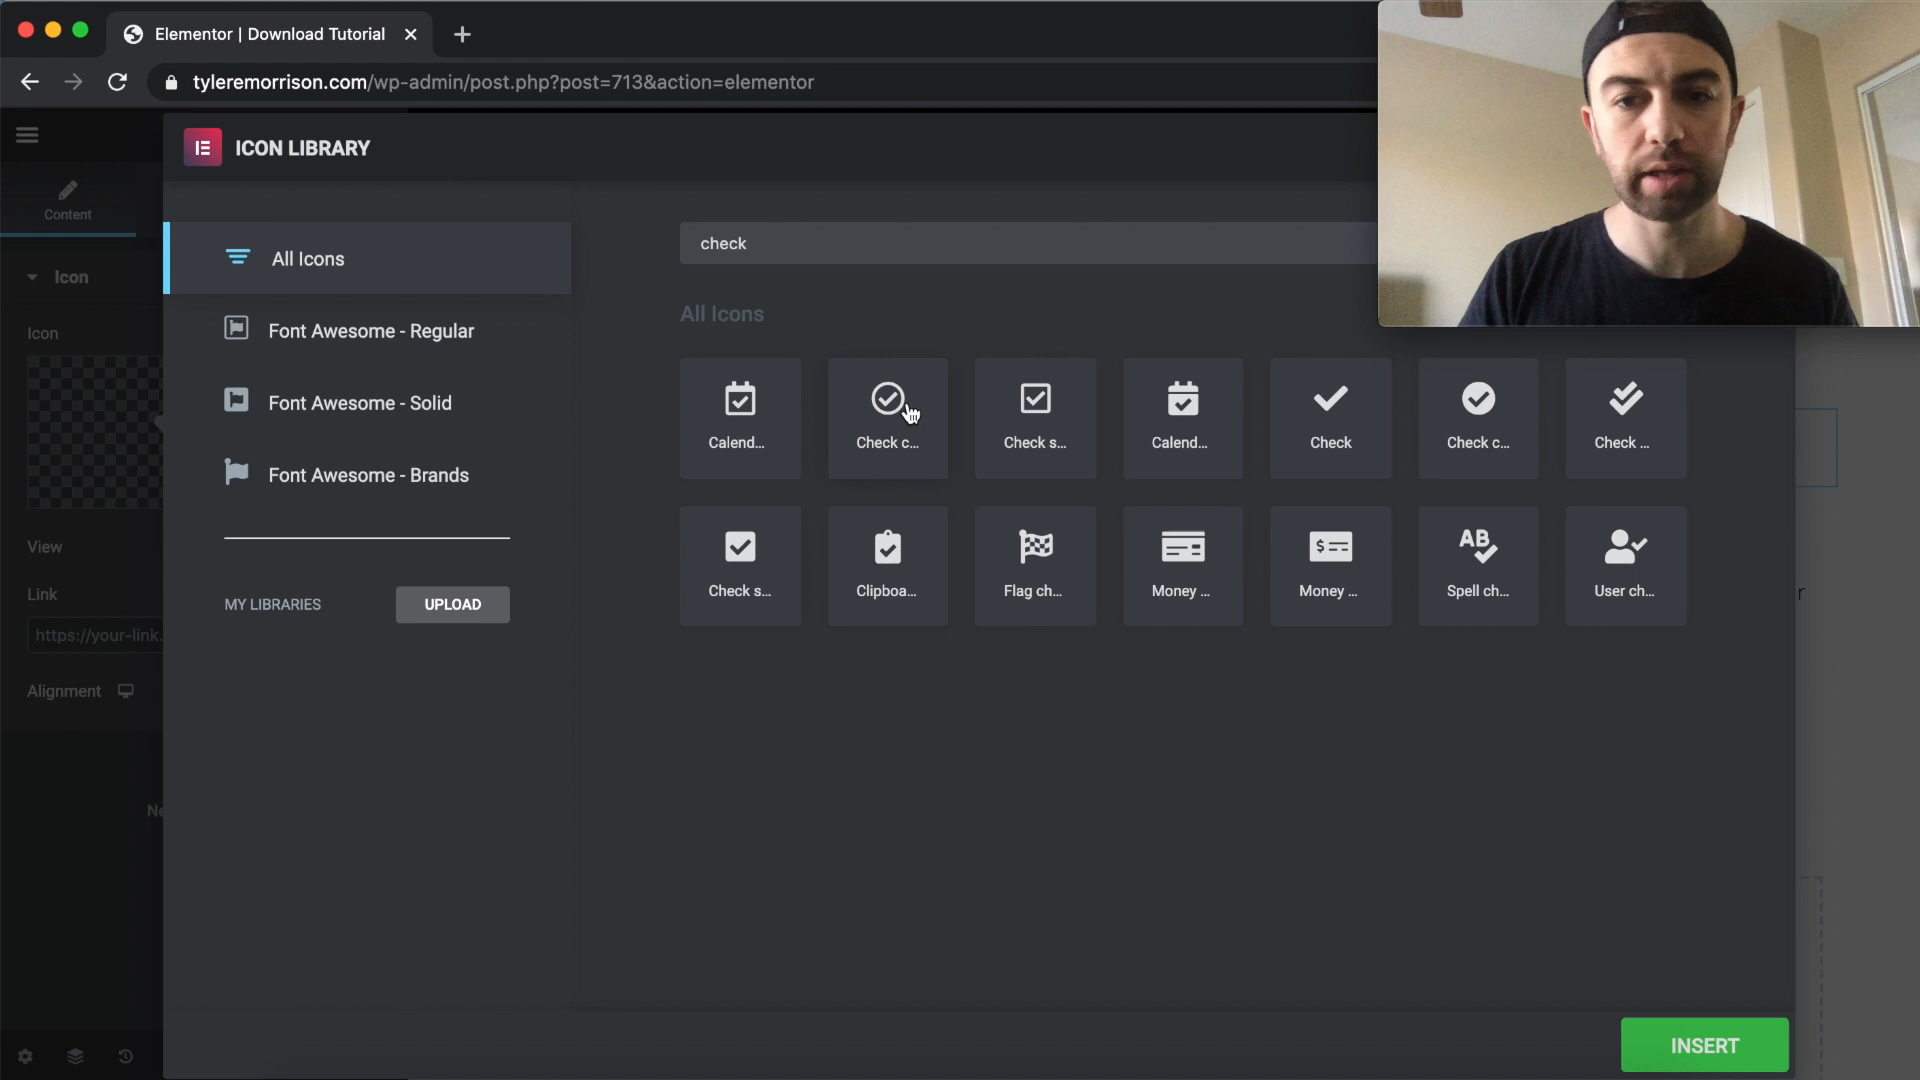 Elementor | Download Tutorial
tyleremorrison.com/wp-admin/post.php?post=713&action=elementor
ICON LIBRARY
Content
All Icons
check
Icon
All Icons
Font Awesome - Regular
Icon
Font Awesome - Solid
Calend...
Check c...
Check s...
Calend...
Check
Check c...
Check ...
Font Awesome - Brands
View
Link
Check s...
Clipboa...
Flag ch...
Money ...
Money ...
Spell ch...
User ch...
r
MY LIBRARIES
UPLOAD
https://your-link.
Alignment
Ne
AB
INSERT